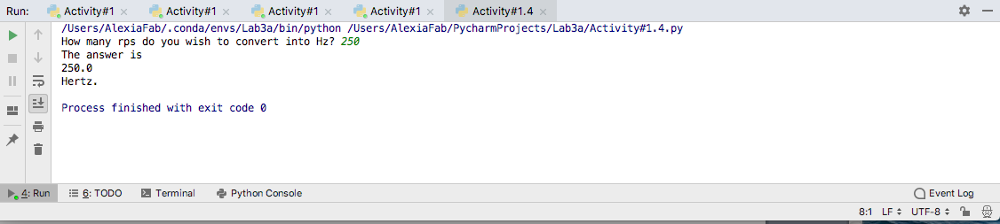 Run: Activity#1 Activity#1 Activity#1 Activity#1 Activity#1.4
/Users/AlexiaFab/.conda/envs/Lab3a/bin/python /Users/AlexiaFab/PycharmProjects/Lab3a/Activity#1.4.py
How many rps do you wish to convert into Hz? 250
The answer is
250.0
Hertz.
Process finished with exit code 0
4: Run 6: TODO Terminal Python Console Event Log
8:1 LF UTF-8